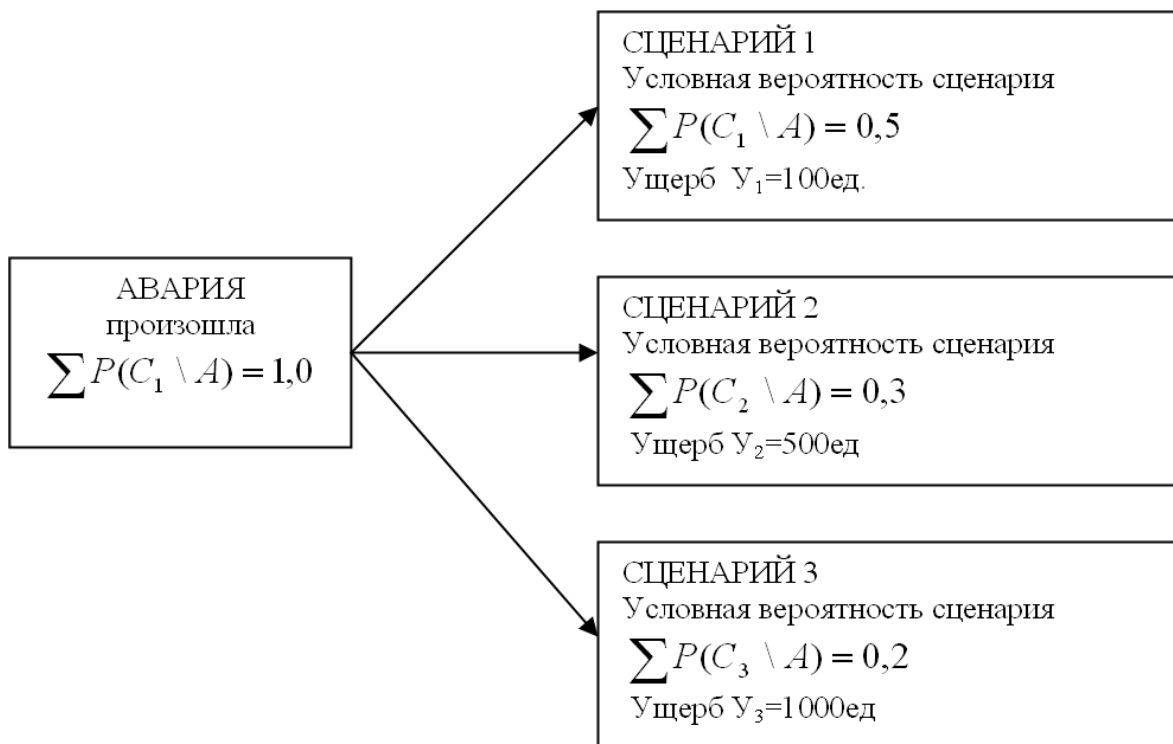 АВАРИЯ
произошла
∑ P(C₁ \ A) = 1,0
СЦЕНАРИЙ 1
Условная вероятность сценария
∑ P(C₁ \ A) = 0,5
Ущерб У₁=100ед.
СЦЕНАРИЙ 2
Условная вероятность сценария
∑ P(C₂ \ A) = 0,3
Ущерб У₂=500ед
СЦЕНАРИЙ 3
Условная вероятность сценария
∑ P(C₃ \ A) = 0,2
Ущерб У₃=1000ед